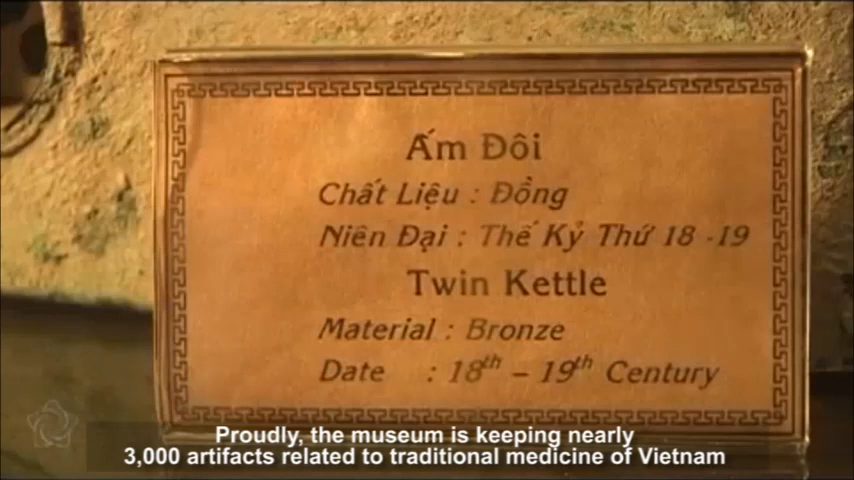 Ấm Đôi
Chất Liệu : Đồng
Niên Đại : Thế Kỷ Thứ 18 - 19
Twin Kettle
Material : Bronze
Date : 18th – 19th Century
Proudly, the museum is keeping nearly
3,000 artifacts related to traditional medicine of Vietnam